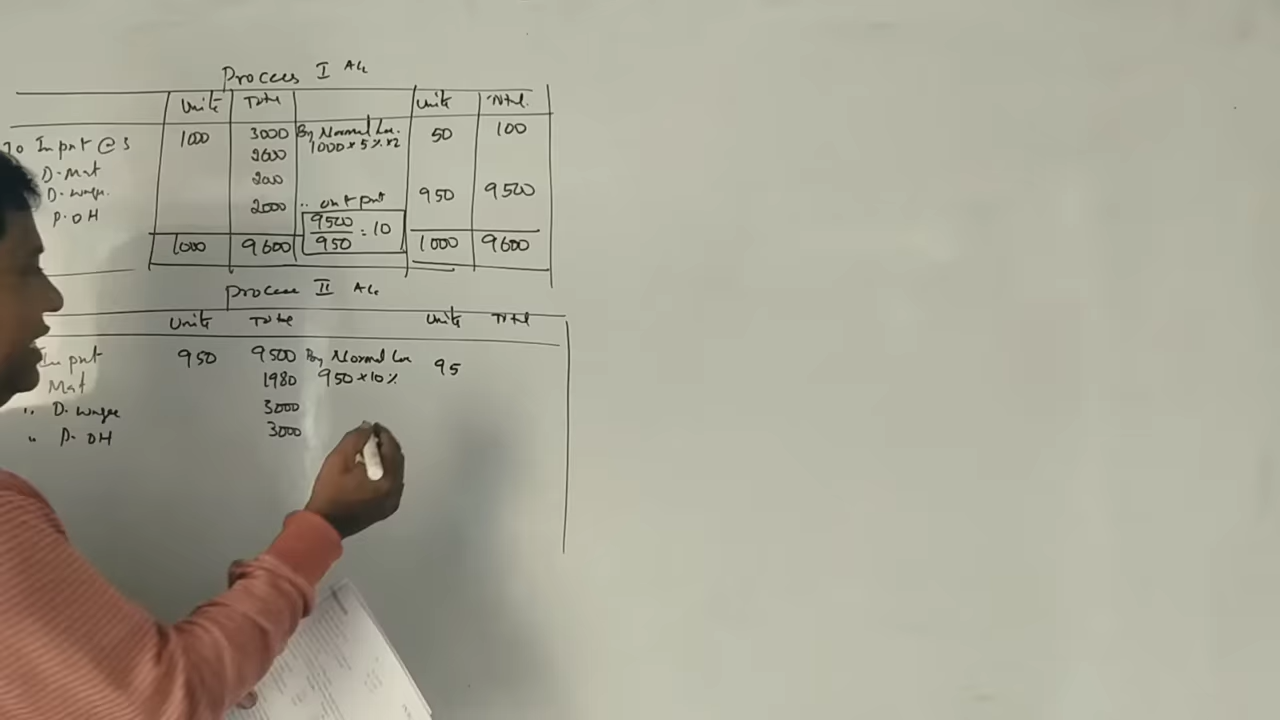 Process I A/c
Units Total Units Total
To Input @ 3 1000 3000 By Normal Loss 50 100
1000 × 5% × 2
D. Mat 2600
D. wages 2000
P. OH 2000 " output 950 9500
9500/950 = 10
1000 9600 1000 9600
Process II A/c
Units Total Units Total
Input 950 9500 By Normal Loss 95
Mat 1980 950 × 10%
" D. wages 3000
" P. OH 3000